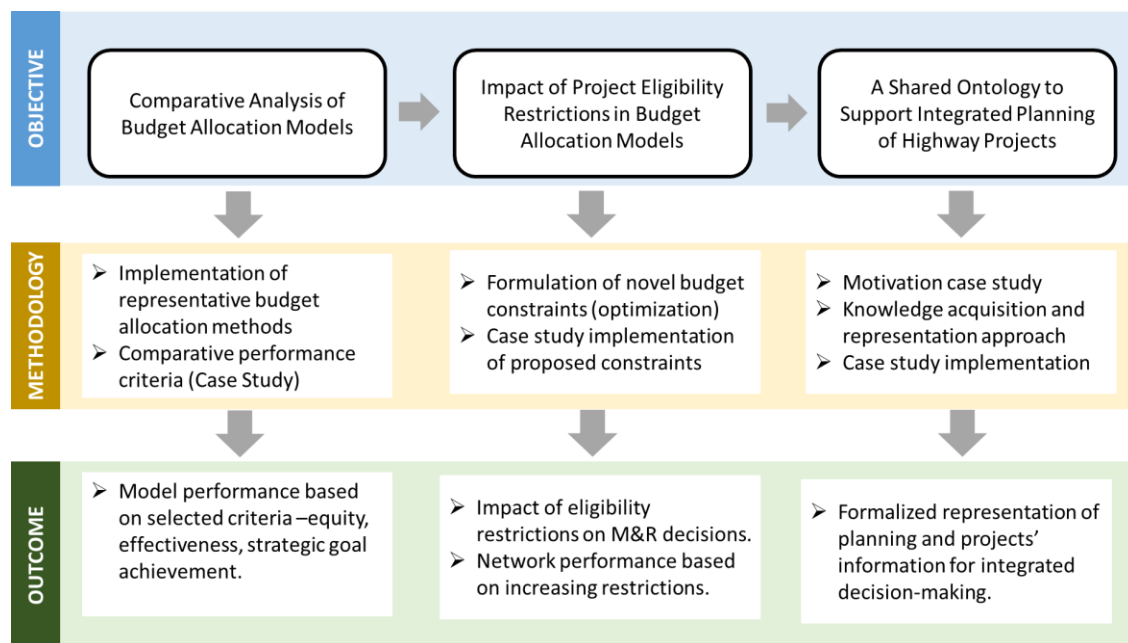 OBJECTIVE
Comparative Analysis of
Budget Allocation Models
Impact of Project Eligibility
Restrictions in Budget
Allocation Models
A Shared Ontology to
Support Integrated Planning
of Highway Projects
METHODOLOGY
➢ Implementation of
representative budget
allocation methods
➢ Comparative performance
criteria (Case Study)
➢ Formulation of novel budget
constraints (optimization)
➢ Case study implementation
of proposed constraints
➢ Motivation case study
➢ Knowledge acquisition and
representation approach
➢ Case study implementation
OUTCOME
➢ Model performance based
on selected criteria –equity,
effectiveness, strategic goal
achievement.
➢ Impact of eligibility
restrictions on M&R decisions.
➢ Network performance based
on increasing restrictions.
➢ Formalized representation of
planning and projects’
information for integrated
decision-making.